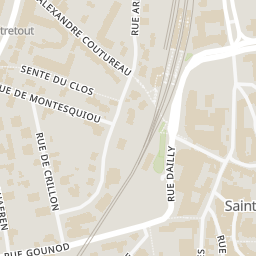 tretout
ALEXANDRE COUTUREAU
RUE AR
SENTE DU CLOS
UE DE MONTESQUIOU
RUE DE CRILLON
RUE DAILLY
Saint
AEREN
RUE GOUNOD